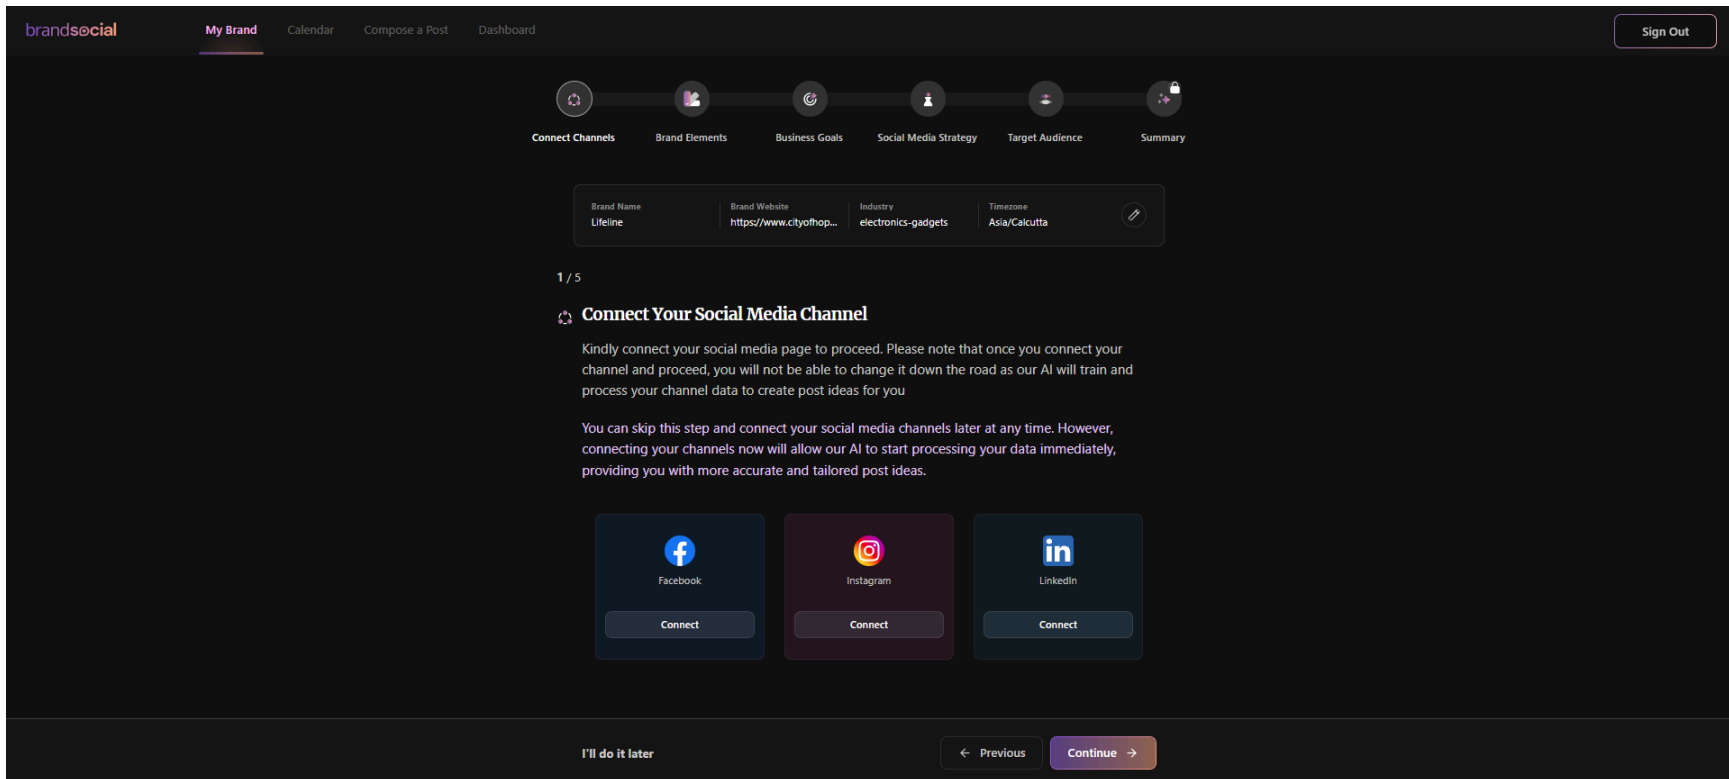 brandsocial
My Brand
Calendar
Compose a Post
Dashboard
Sign Out
Connect Channels
Brand Elements
Business Goals
Social Media Strategy
Target Audience
Summary
Brand Name
Lifeline
Brand Website
https://www.cityofhop...
Industry
electronics-gadgets
Timezone
Asia/Calcutta
1 / 5
Connect Your Social Media Channel
Kindly connect your social media page to proceed. Please note that once you connect your
channel and proceed, you will not be able to change it down the road as our AI will train and
process your channel data to create post ideas for you
You can skip this step and connect your social media channels later at any time. However,
connecting your channels now will allow our AI to start processing your data immediately,
providing you with more accurate and tailored post ideas.
Facebook
Connect
Instagram
Connect
in
LinkedIn
Connect
I'll do it later
Previous
Continue